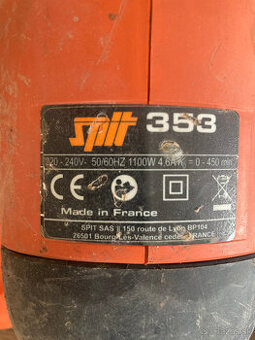 spit 353
220 - 240V- 50/60HZ 1100W 4.6A = 0 - 450 min
CE
Made in France
SPIT SAS 150 route de Lyon BP104
26501 Bourg-Lès-Valence cedex FRANCE